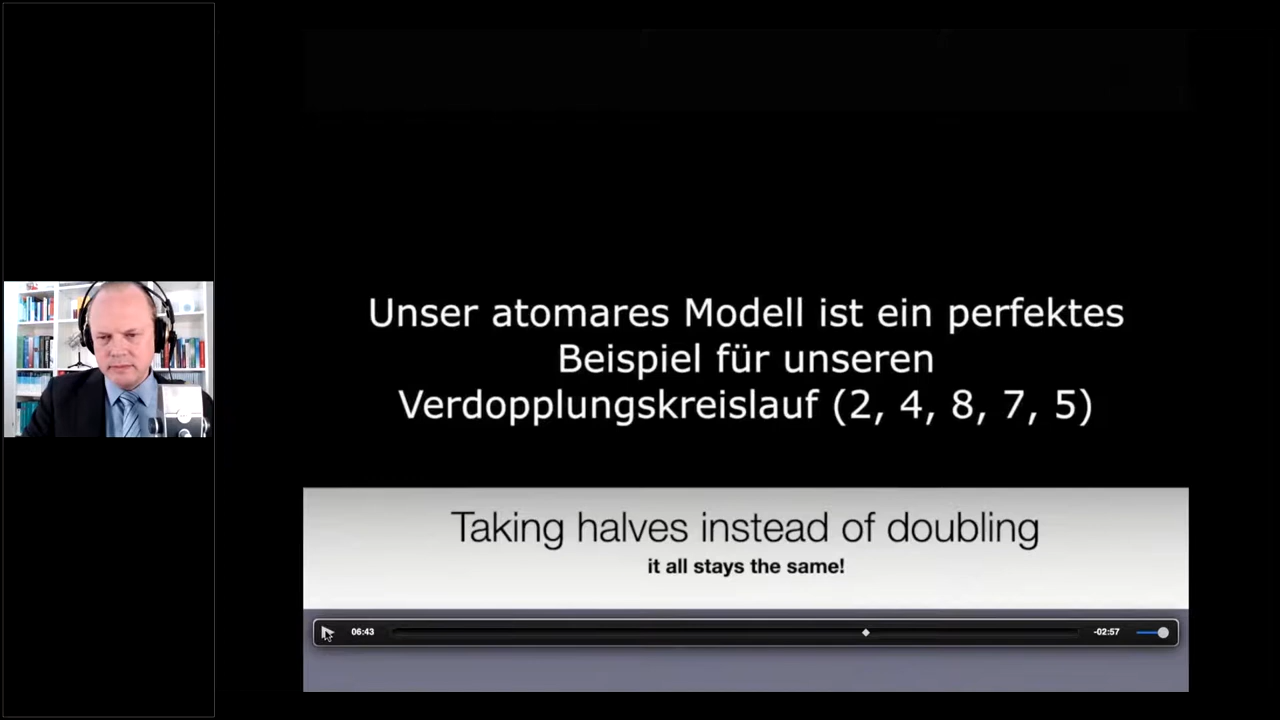 Unser atomares Modell ist ein perfektes
Beispiel für unseren
Verdopplungskreislauf (2, 4, 8, 7, 5)
Taking halves instead of doubling
it all stays the same!
06:43
-02:57